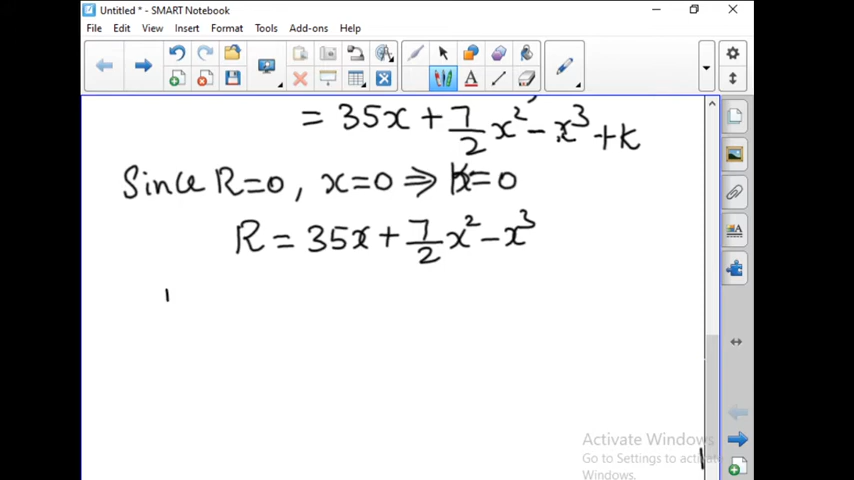 Untitled * - SMART Notebook
File Edit View Insert Format Tools Add-ons Help
= 35x + 7/2 x² - x³ + k
Since R=0, x=0 ⇒ k=0
R = 35x + 7/2 x² - x³
Activate Windows
Go to Settings to activate
Windows.